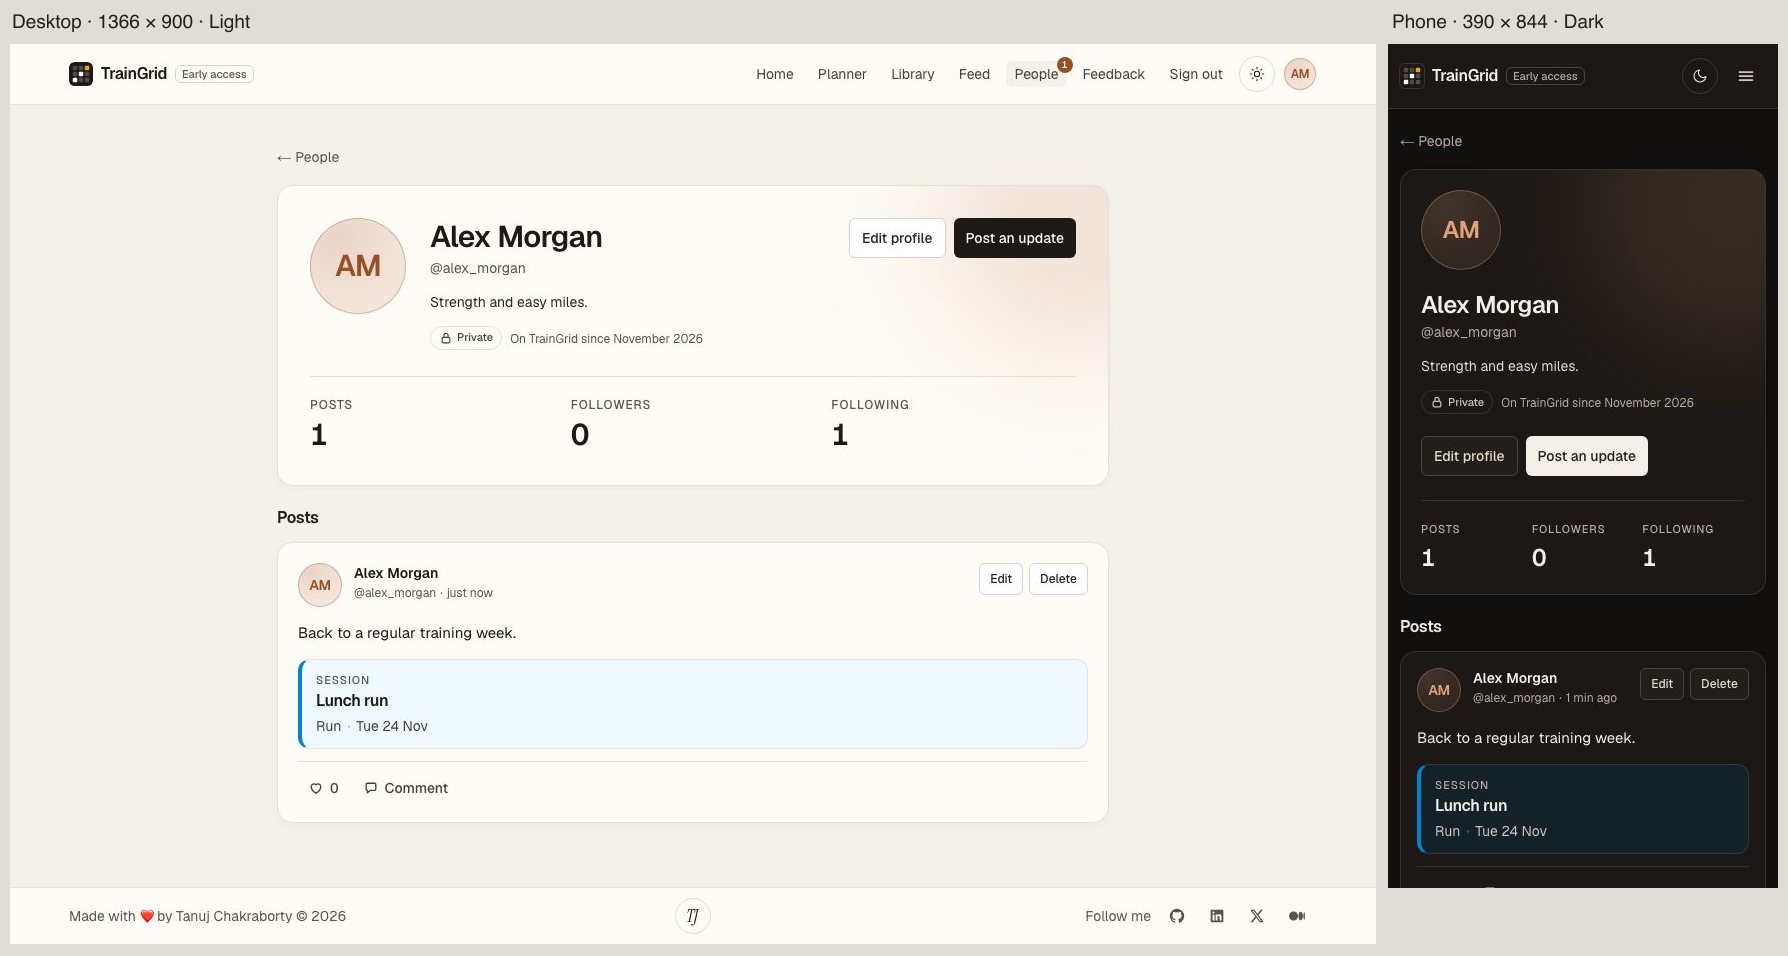 Desktop · 1366 × 900 · Light
TrainGrid Early access
Home Planner Library Feed People 1 Feedback Sign out AM
← People
AM
Alex Morgan
@alex_morgan
Strength and easy miles.
Private On TrainGrid since November 2026
Edit profile Post an update
POSTS FOLLOWERS FOLLOWING
1 0 1
Posts
AM
Alex Morgan
@alex_morgan · just now
Edit Delete
Back to a regular training week.
SESSION
Lunch run
Run · Tue 24 Nov
0 Comment
Made with ❤️ by Tanuj Chakraborty © 2026
TJ
Follow me
Phone · 390 × 844 · Dark
TrainGrid Early access
← People
AM
Alex Morgan
@alex_morgan
Strength and easy miles.
Private On TrainGrid since November 2026
Edit profile Post an update
POSTS FOLLOWERS FOLLOWING
1 0 1
Posts
AM
Alex Morgan
@alex_morgan · 1 min ago
Edit Delete
Back to a regular training week.
SESSION
Lunch run
Run · Tue 24 Nov